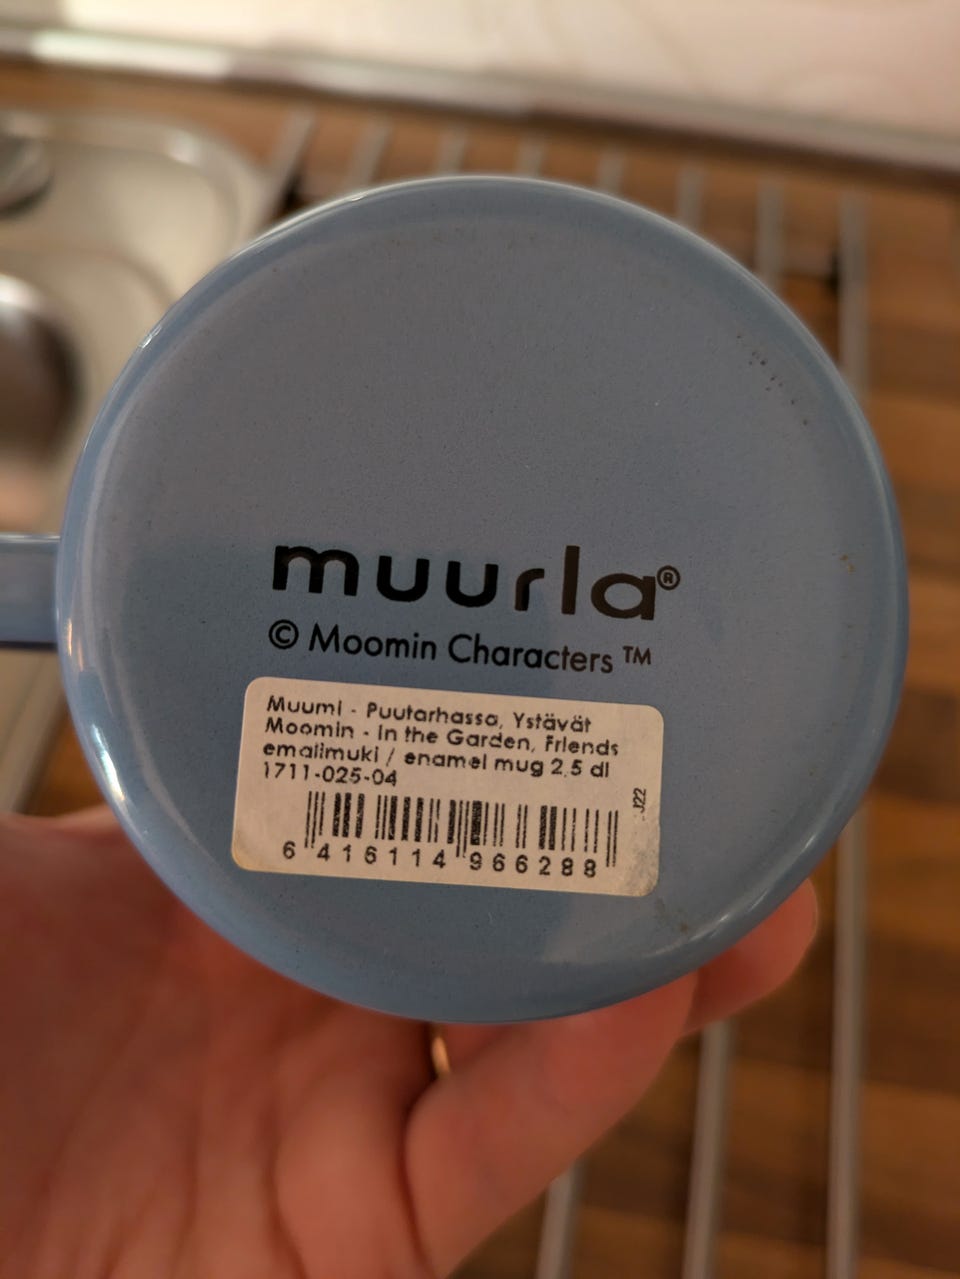 muurla®
© Moomin Characters ™
Muumi - Puutarhassa, Ystävät
Moomin - In the Garden, Friends
emalimuki / enamel mug 2,5 dl
1711-025-04
J22
6 416114 966288